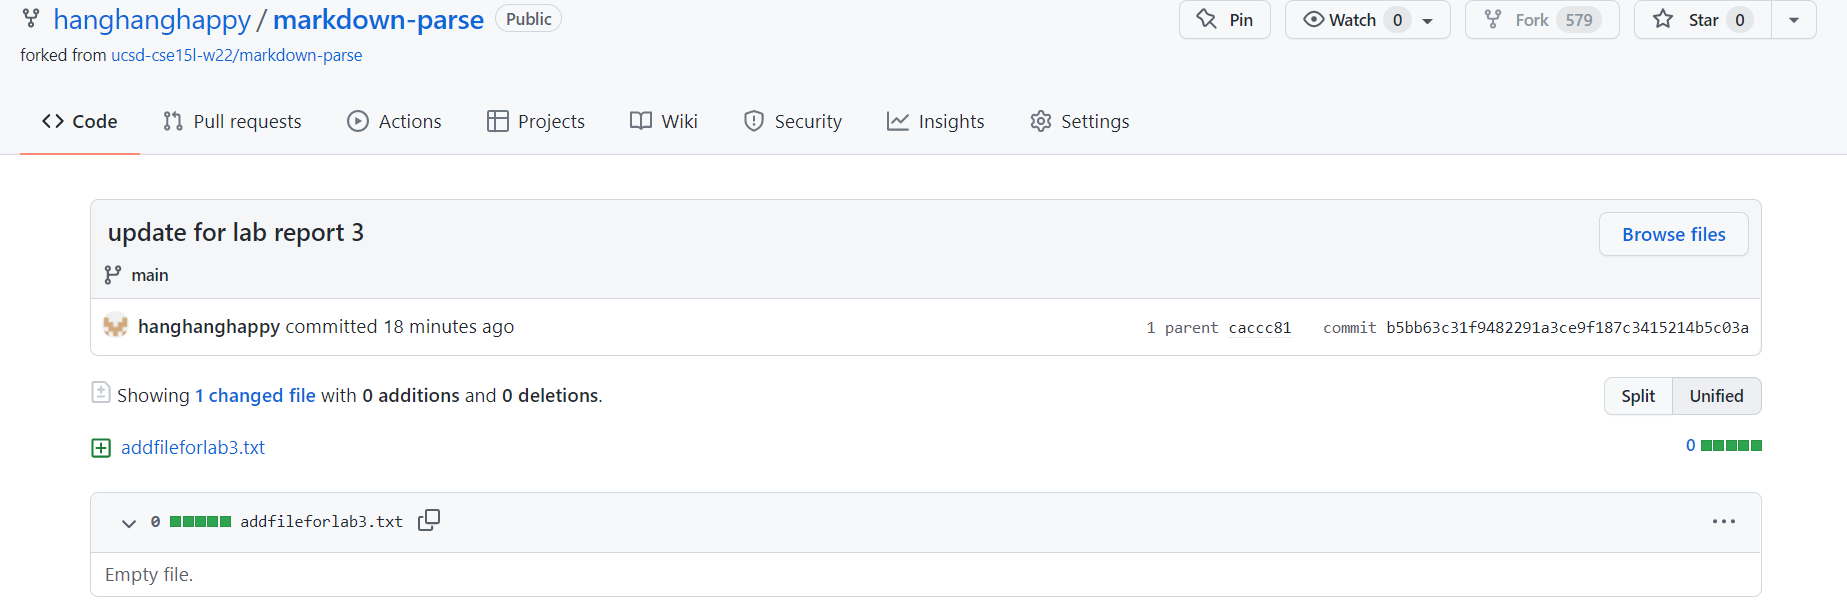 hanghanghappy / markdown-parse Public Pin Watch 0 Fork 579 Star 0
forked from ucsd-cse15l-w22/markdown-parse
Code Pull requests Actions Projects Wiki Security Insights Settings
update for lab report 3
Browse files
main
hanghanghappy committed 18 minutes ago 1 parent caccc81 commit b5bb63c31f9482291a3ce9f187c3415214b5c03a
Showing 1 changed file with 0 additions and 0 deletions. Split Unified
addfileforlab3.txt 0
0 addfileforlab3.txt
Empty file.